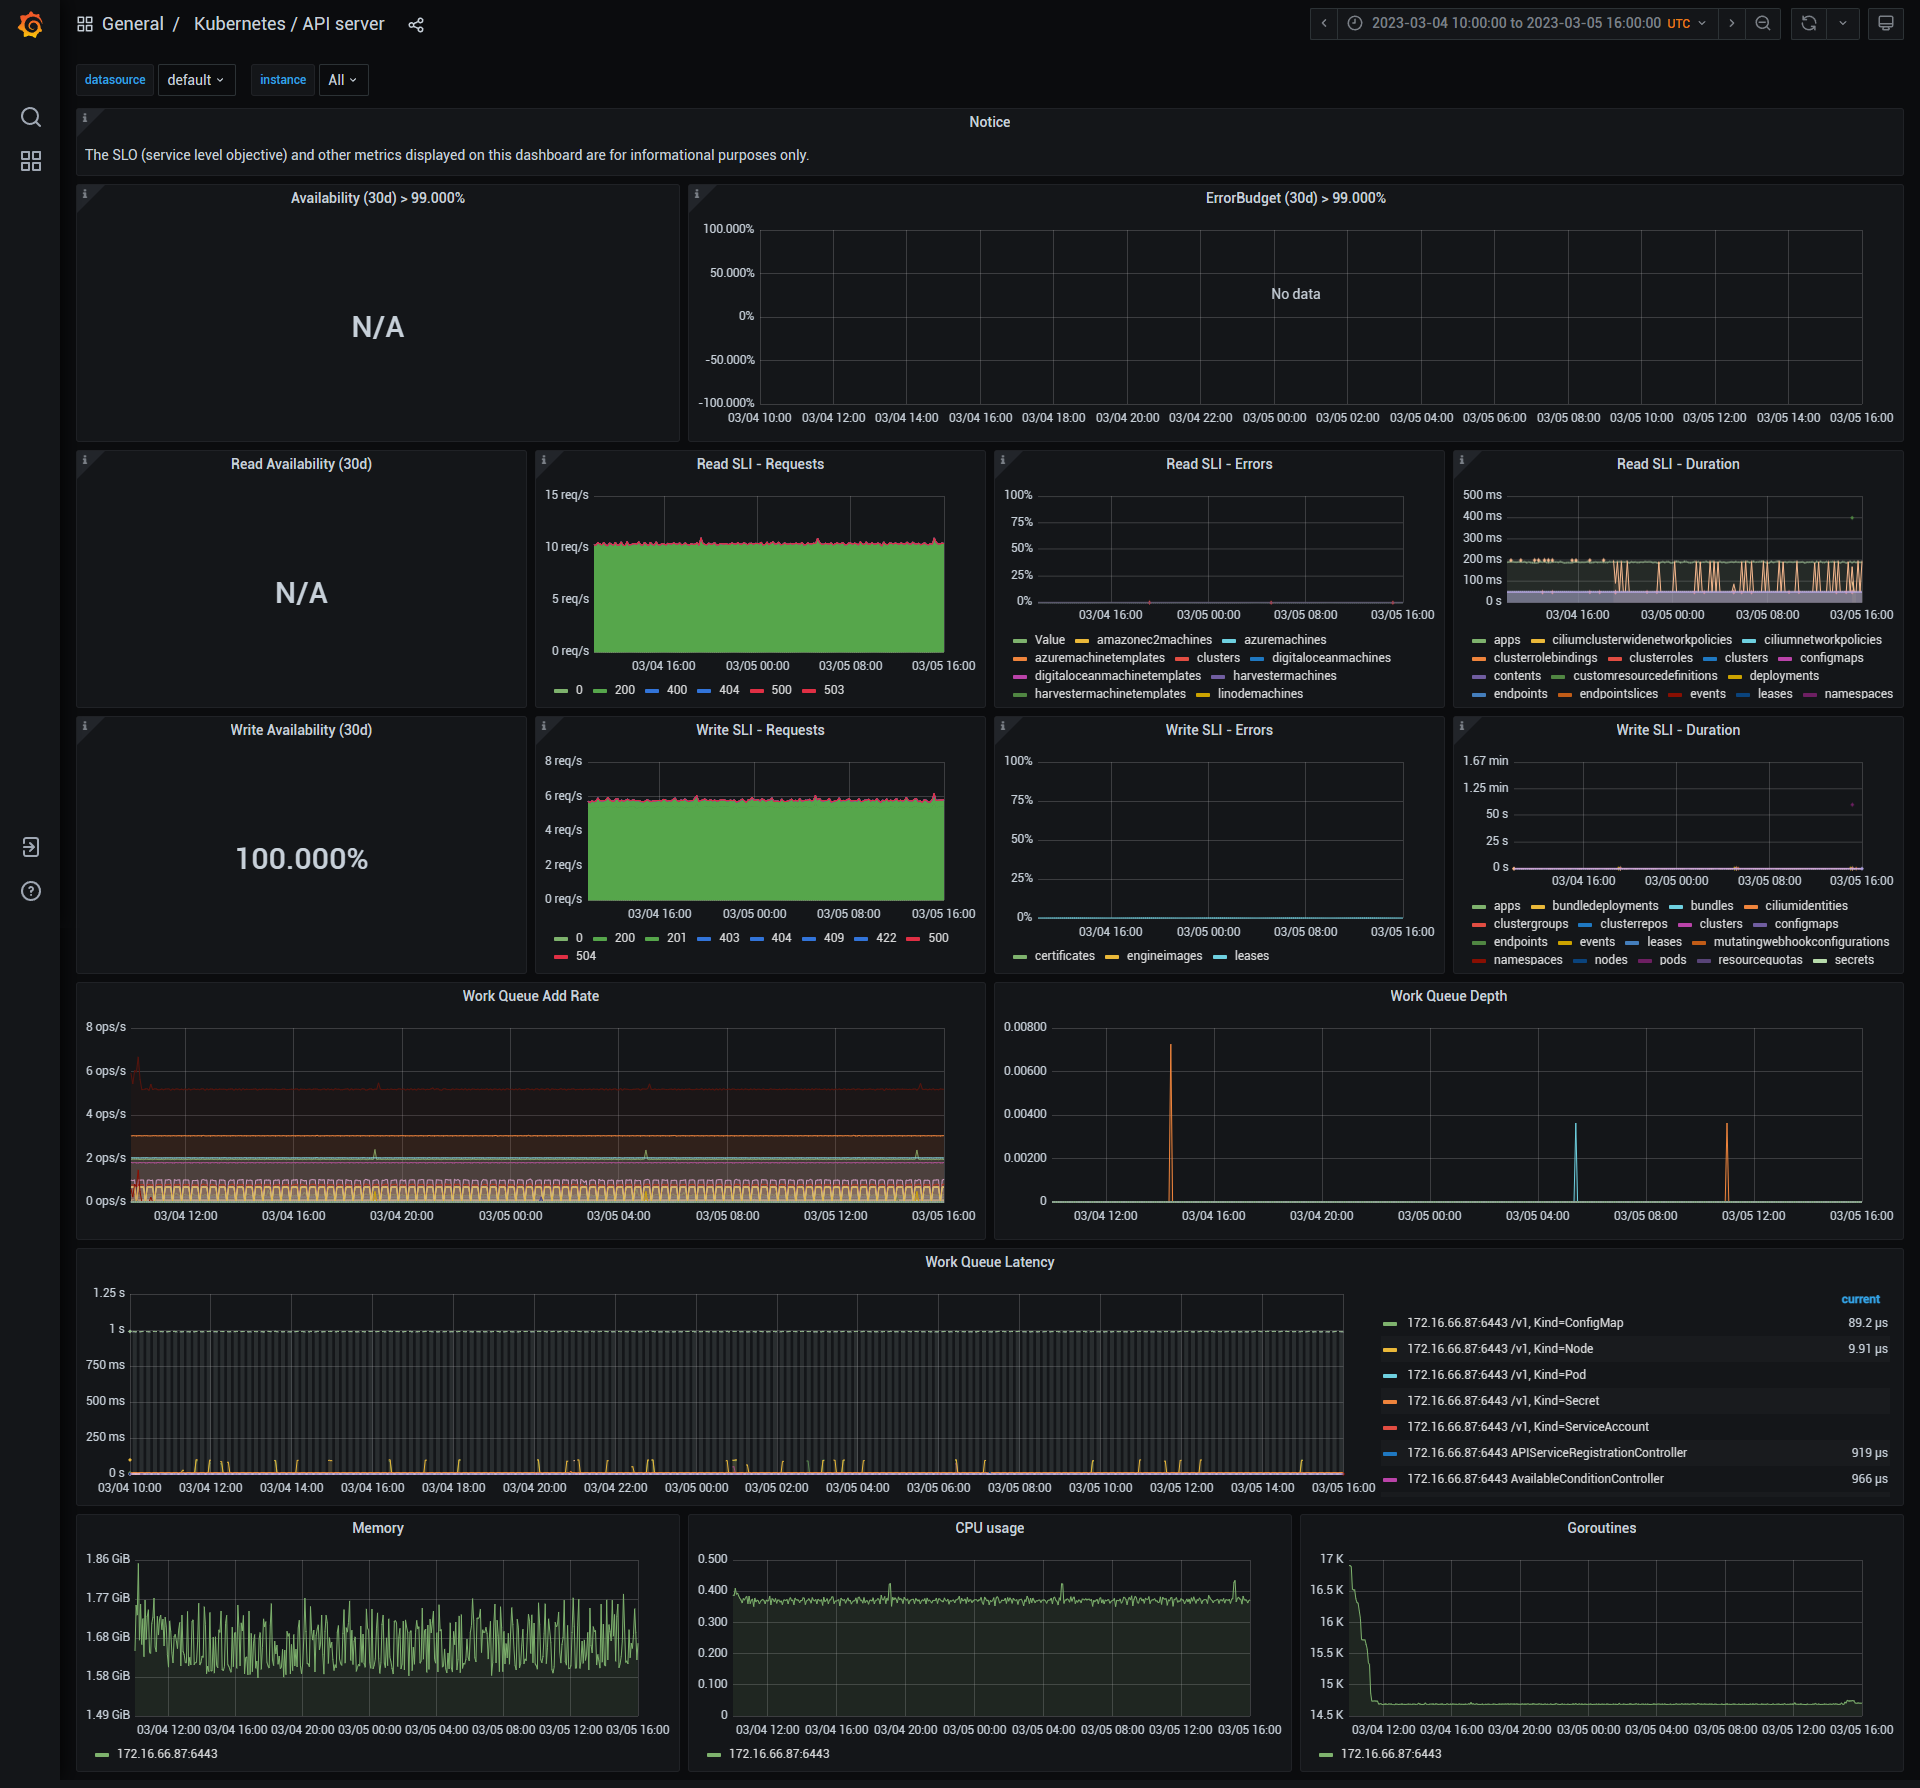 General / Kubernetes / API server
2023-03-04 10:00:00 to 2023-03-05 16:00:00 UTC
datasource default instance All
Notice
The SLO (service level objective) and other metrics displayed on this dashboard are for informational purposes only.
Availability (30d) > 99.000%
N/A
ErrorBudget (30d) > 99.000%
100.000%
50.000%
0%
-50.000%
-100.000%
No data
03/04 10:00 03/04 12:00 03/04 14:00 03/04 16:00 03/04 18:00 03/04 20:00 03/04 22:00 03/05 00:00 03/05 02:00 03/05 04:00 03/05 06:00 03/05 08:00 03/05 10:00 03/05 12:00 03/05 14:00 03/05 16:00
Read Availability (30d)
N/A
Read SLI - Requests
15 req/s
10 req/s
5 req/s
0 req/s
03/04 16:00 03/05 00:00 03/05 08:00 03/05 16:00
0 200 400 404 500 503
Read SLI - Errors
100%
75%
50%
25%
0%
03/04 16:00 03/05 00:00 03/05 08:00 03/05 16:00
Value amazonec2machines azuremachines
azuremachinetemplates clusters digitaloceanmachines
digitaloceanmachinetemplates harvestermachines
harvestermachinetemplates linodemachines
Read SLI - Duration
500 ms
400 ms
300 ms
200 ms
100 ms
0 s
03/04 16:00 03/05 00:00 03/05 08:00 03/05 16:00
apps ciliumclusterwidenetworkpolicies ciliumnetworkpolicies
clusterrolebindings clusterroles clusters configmaps
contents customresourcedefinitions deployments
endpoints endpointslices events leases namespaces
Write Availability (30d)
100.000%
Write SLI - Requests
8 req/s
6 req/s
4 req/s
2 req/s
0 req/s
03/04 16:00 03/05 00:00 03/05 08:00 03/05 16:00
0 200 201 403 404 409 422 500
504
Write SLI - Errors
100%
75%
50%
25%
0%
03/04 16:00 03/05 00:00 03/05 08:00 03/05 16:00
certificates engineimages leases
Write SLI - Duration
1.67 min
1.25 min
50 s
25 s
0 s
03/04 16:00 03/05 00:00 03/05 08:00 03/05 16:00
apps bundledeployments bundles ciliumidentities
clustergroups clusterrepos clusters configmaps
endpoints events leases mutatingwebhookconfigurations
namespaces nodes pods resourcequotas secrets
Work Queue Add Rate
8 ops/s
6 ops/s
4 ops/s
2 ops/s
0 ops/s
03/04 12:00 03/04 16:00 03/04 20:00 03/05 00:00 03/05 04:00 03/05 08:00 03/05 12:00 03/05 16:00
Work Queue Depth
0.00800
0.00600
0.00400
0.00200
0
03/04 12:00 03/04 16:00 03/04 20:00 03/05 00:00 03/05 04:00 03/05 08:00 03/05 12:00 03/05 16:00
Work Queue Latency
1.25 s
1 s
750 ms
500 ms
250 ms
0 s
03/04 10:00 03/04 12:00 03/04 14:00 03/04 16:00 03/04 18:00 03/04 20:00 03/04 22:00 03/05 00:00 03/05 02:00 03/05 04:00 03/05 06:00 03/05 08:00 03/05 10:00 03/05 12:00 03/05 14:00 03/05 16:00
current
172.16.66.87:6443 /v1, Kind=ConfigMap 89.2 µs
172.16.66.87:6443 /v1, Kind=Node 9.91 µs
172.16.66.87:6443 /v1, Kind=Pod
172.16.66.87:6443 /v1, Kind=Secret
172.16.66.87:6443 /v1, Kind=ServiceAccount
172.16.66.87:6443 APIServiceRegistrationController 919 µs
172.16.66.87:6443 AvailableConditionController 966 µs
Memory
1.86 GiB
1.77 GiB
1.68 GiB
1.58 GiB
1.49 GiB
03/04 12:00 03/04 16:00 03/04 20:00 03/05 00:00 03/05 04:00 03/05 08:00 03/05 12:00 03/05 16:00
172.16.66.87:6443
CPU usage
0.500
0.400
0.300
0.200
0.100
0
03/04 12:00 03/04 16:00 03/04 20:00 03/05 00:00 03/05 04:00 03/05 08:00 03/05 12:00 03/05 16:00
172.16.66.87:6443
Goroutines
17 K
16.5 K
16 K
15.5 K
15 K
14.5 K
03/04 12:00 03/04 16:00 03/04 20:00 03/05 00:00 03/05 04:00 03/05 08:00 03/05 12:00 03/05 16:00
172.16.66.87:6443